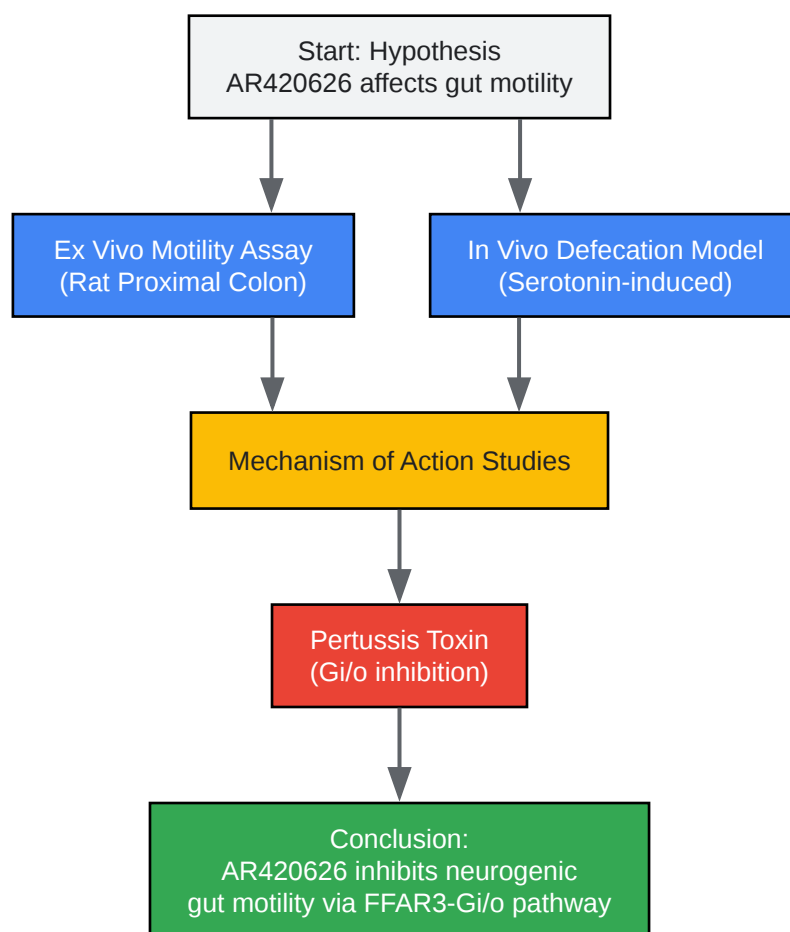 Start: Hypothesis
AR420626 affects gut motility
Ex Vivo Motility Assay
(Rat Proximal Colon)
In Vivo Defecation Model
(Serotonin-induced)
Mechanism of Action Studies
Pertussis Toxin
(Gi/o inhibition)
Conclusion:
AR420626 inhibits neurogenic
gut motility via FFAR3-Gi/o pathway